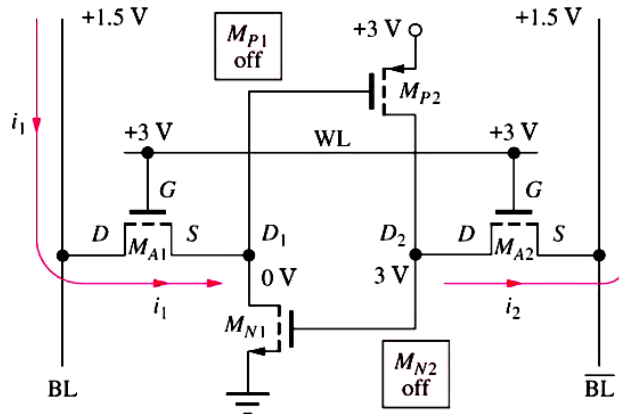 +1.5 V
M_P1
off
+3 V
+1.5 V
M_P2
i_1
+3 V
WL
+3 V
G
G
D
S
D_1
D_2
D
S
M_A1
M_A2
0 V
3 V
i_1
i_2
M_N1
M_N2
off
BL
B̅L̅